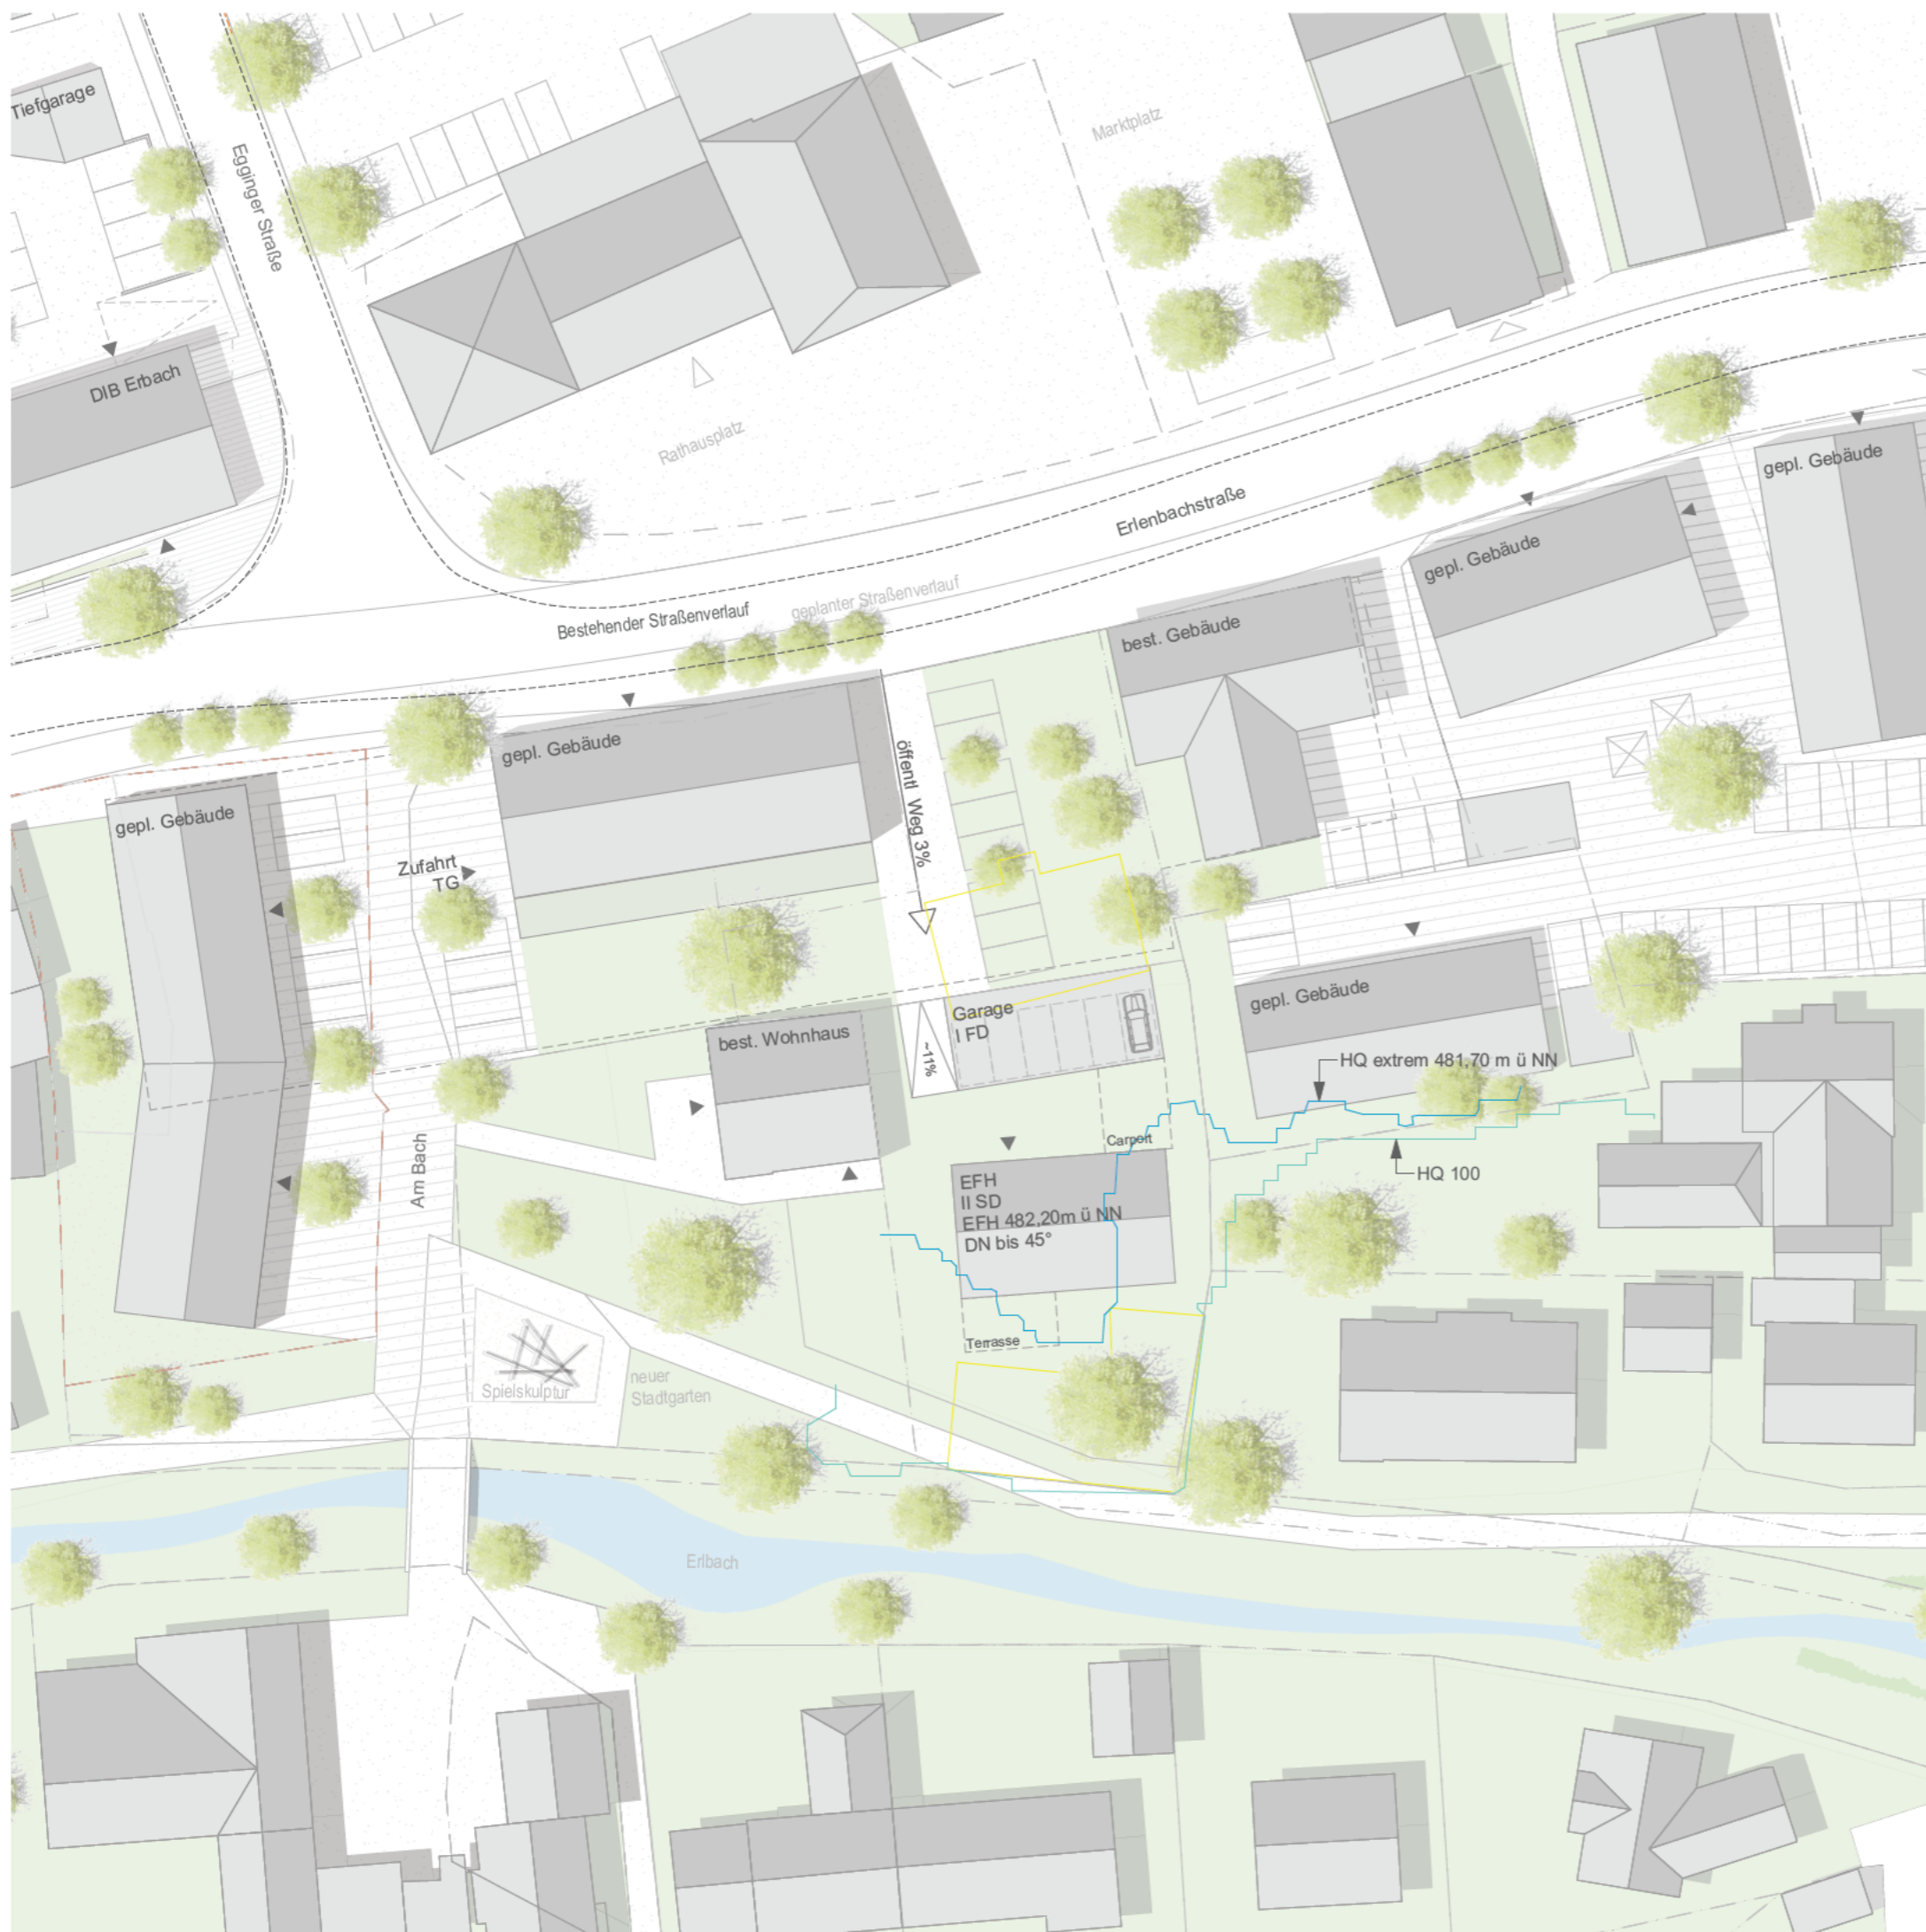 Tiefgarage
Egginger Straße
Marktplatz
DIB Erbach
Rathausplatz
Erlenbachstraße
gepl. Gebäude
gepl. Gebäude
Bestehender Straßenverlauf
geplanter Straßenverlauf
best. Gebäude
gepl. Gebäude
gepl. Gebäude
öffentl Weg 3%
Zufahrt
TG
Garage
I FD
gepl. Gebäude
best. Wohnhaus
~11%
HQ extrem 481,70 m ü NN
Am Bach
Carport
HQ 100
EFH
II SD
EFH 482,20m ü NN
DN bis 45°
Terrasse
Spielskulptur
neuer
Stadtgarten
Erlbach